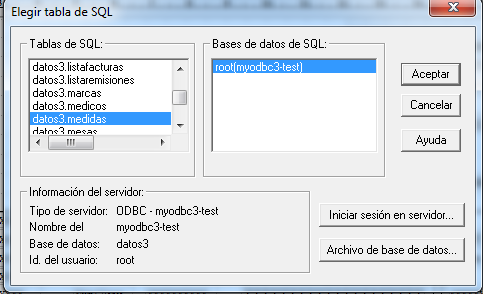 Elegir tabla de SQL
Tablas de SQL:
datos3.listafacturas
datos3.listaremisiones
datos3.marcas
datos3.medicos
datos3.medidas
datos3.mesas
Bases de datos de SQL:
root(myodbc3-test)
Aceptar
Cancelar
Ayuda
Información del servidor:
Tipo de servidor: ODBC - myodbc3-test
Nombre del myodbc3-test
Base de datos: datos3
Id. del usuario: root
Iniciar sesión en servidor...
Archivo de base de datos...